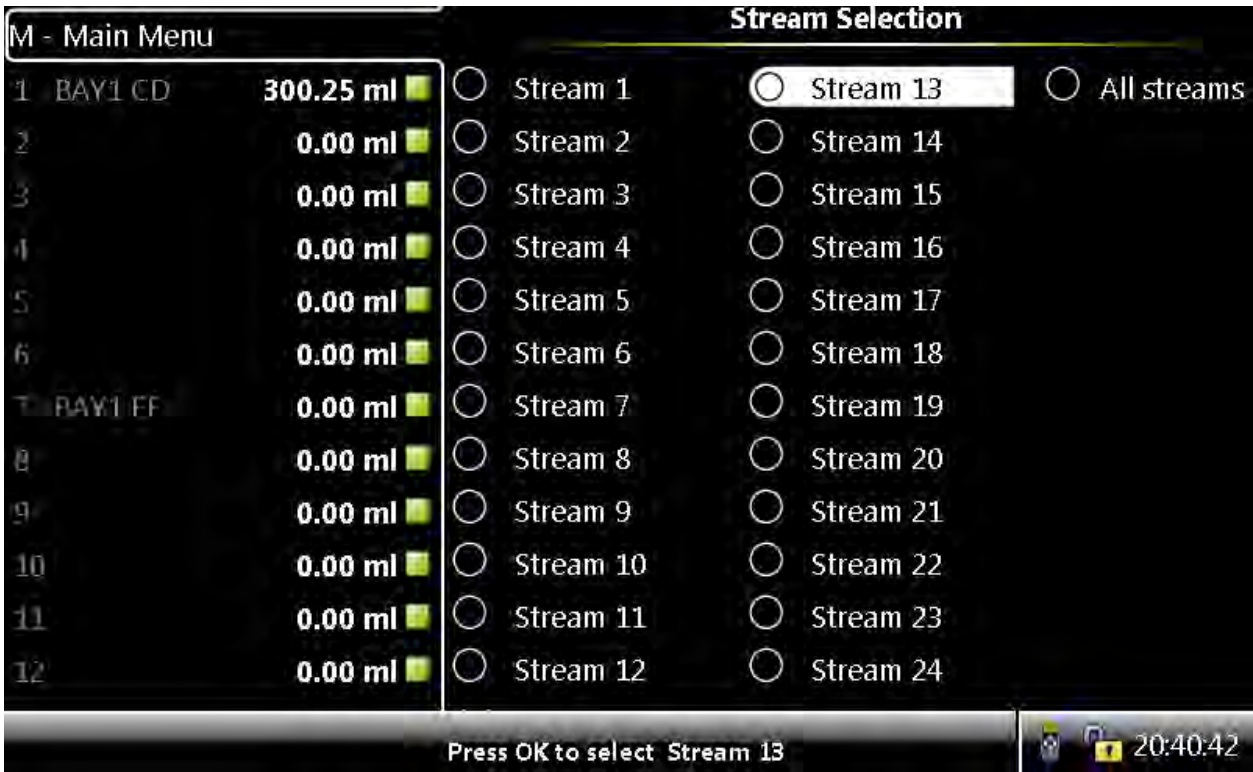 M - Main Menu
1 BAY1 CD 300.25 ml
2 0.00 ml
3 0.00 ml
4 0.00 ml
5 0.00 ml
6 0.00 ml
7 BAY1 EF 0.00 ml
8 0.00 ml
9 0.00 ml
10 0.00 ml
11 0.00 ml
12 0.00 ml
Stream Selection
Stream 1
Stream 2
Stream 3
Stream 4
Stream 5
Stream 6
Stream 7
Stream 8
Stream 9
Stream 10
Stream 11
Stream 12
Stream 13
Stream 14
Stream 15
Stream 16
Stream 17
Stream 18
Stream 19
Stream 20
Stream 21
Stream 22
Stream 23
Stream 24
All streams
Press OK to select Stream 13
20:40:42